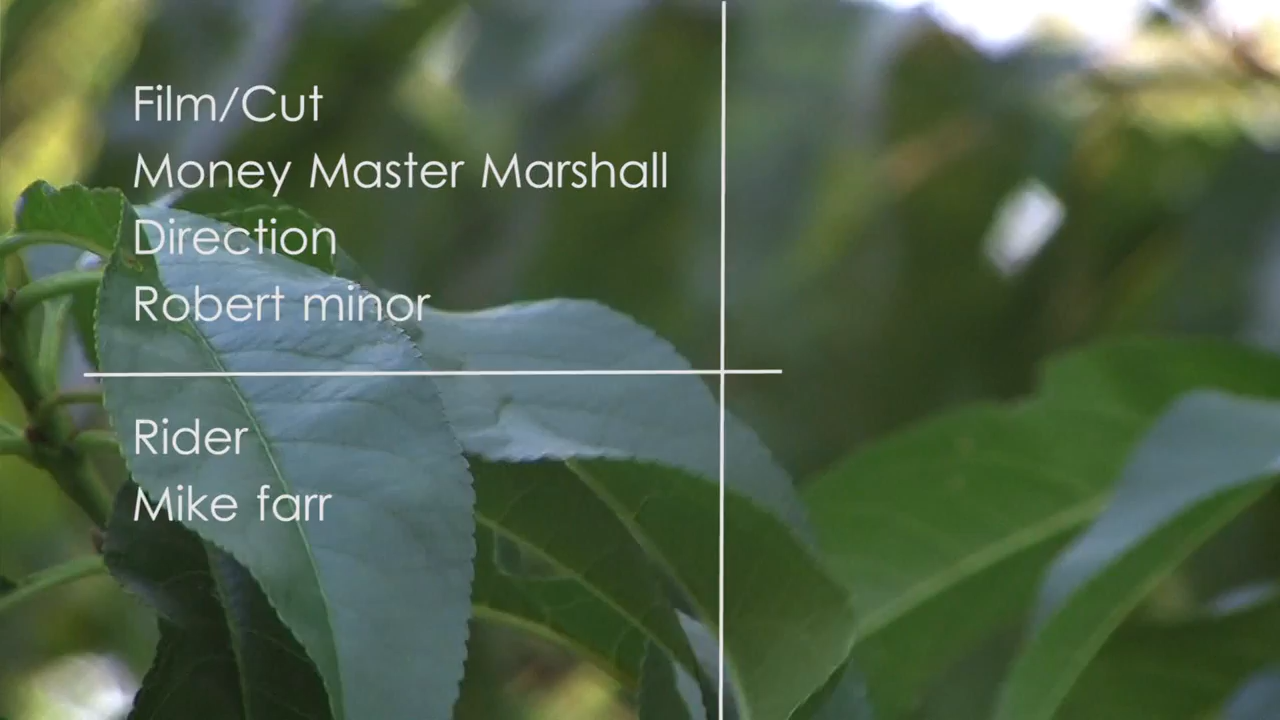 Film/Cut
Money Master Marshall
Direction
Robert minor
Rider
Mike farr